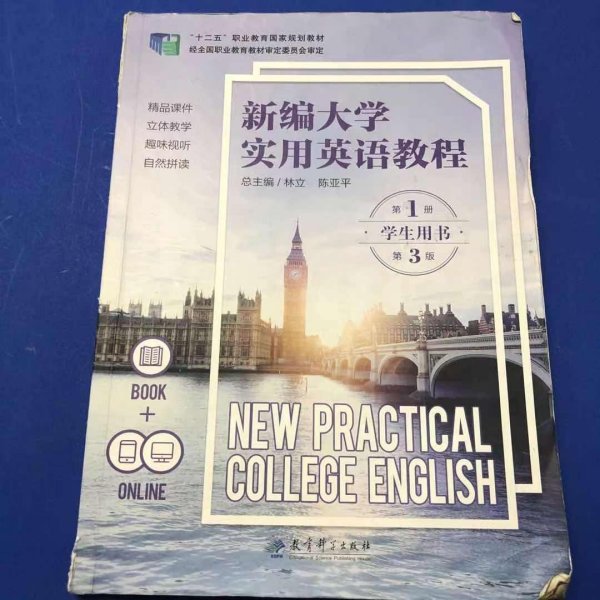 "十二五"职业教育国家规划教材
经全国职业教育教材审定委员会审定
精品课件
立体教学
趣味视听
自然拼读
新编大学
实用英语教程
总主编/林立 陈亚平
第1册
·学生用书·
第3版
BOOK
+
ONLINE
NEW PRACTICAL
COLLEGE ENGLISH
教育科学出版社
Educational Science Publishing House